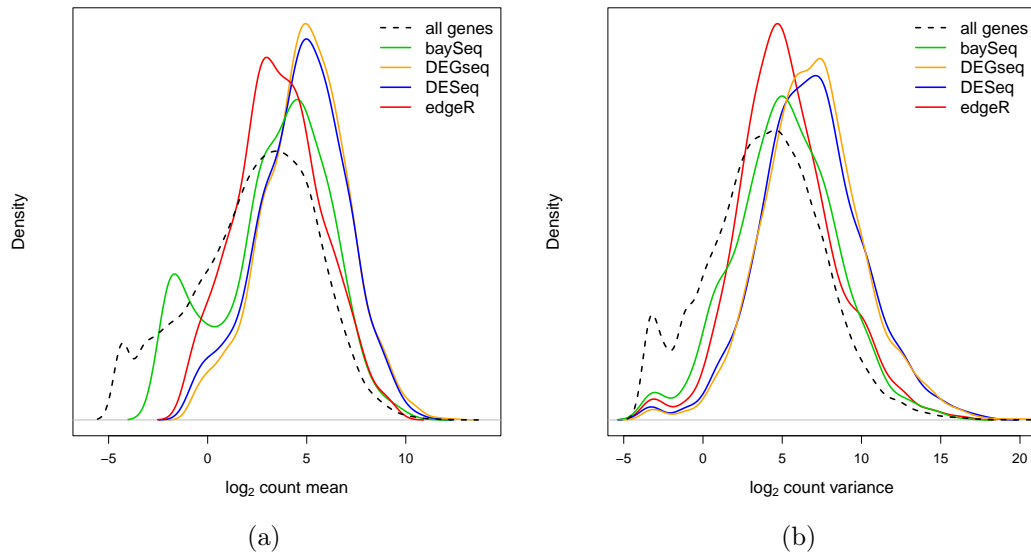 all genes
baySeq
DEGseq
DESeq
edgeR
Density
−5 0 5 10
log2 count mean
(a)
all genes
baySeq
DEGseq
DESeq
edgeR
Density
−5 0 5 10 15 20
log2 count variance
(b)